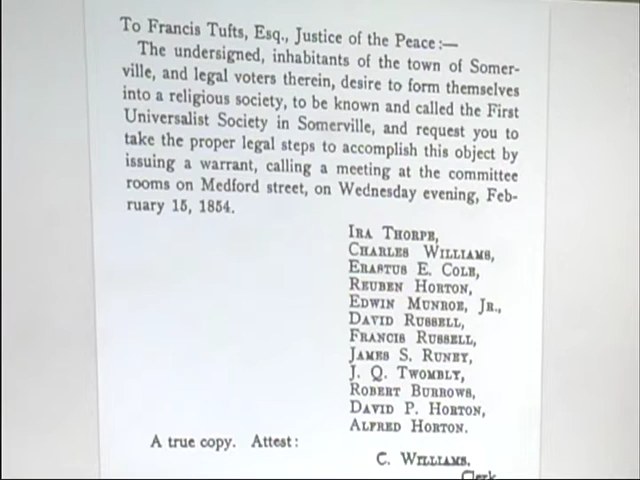 To Francis Tufts, Esq., Justice of the Peace:—
The undersigned, inhabitants of the town of Somer-
ville, and legal voters therein, desire to form themselves
into a religious society, to be known and called the First
Universalist Society in Somerville, and request you to
take the proper legal steps to accomplish this object by
issuing a warrant, calling a meeting at the committee
rooms on Medford street, on Wednesday evening, Feb-
ruary 15, 1854.
IRA THORPE,
CHARLES WILLIAMS,
ERASTUS E. COLE,
REUBEN HORTON,
EDWIN MUNROE, JR.,
DAVID RUSSELL,
FRANCIS RUSSELL,
JAMES S. RUNEY,
J. Q. TWOMBLY,
ROBERT BURROWS,
DAVID P. HORTON,
ALFRED HORTON.
A true copy. Attest:
C. WILLIAMS,
Clerk